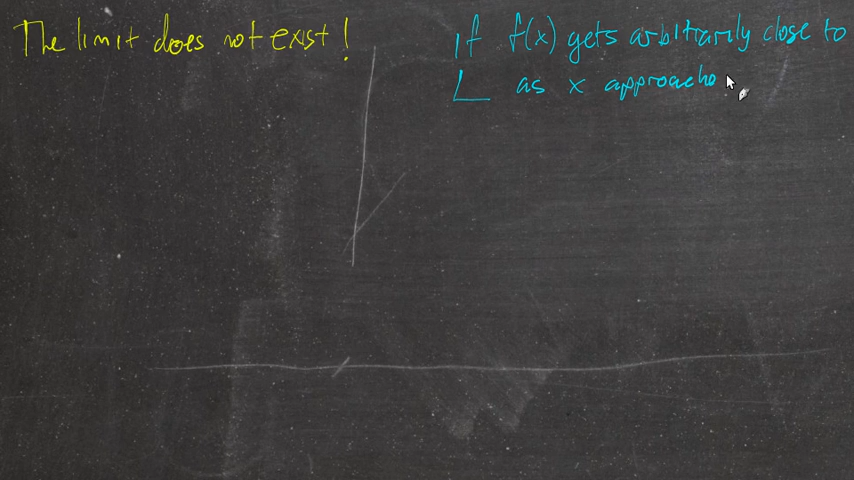 The limit does not exist!
If f(x) gets arbitrarily close to
L as x approache